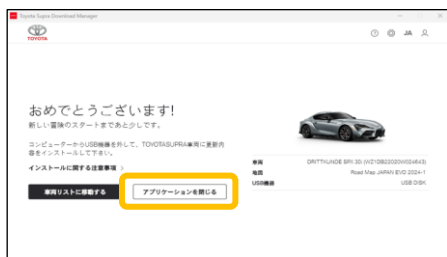 Toyota Supra Download Manager
TOYOTA
JA
おめでとうございます!
新しい冒険のスタートまであと少しです。
コンピューターからUSB機器を外して、TOYOTASUPRA車両に更新内
容をインストールして下さい。
インストールに関する注意事項
車両リストに移動する
アプリケーションを閉じる
車両
地図 Road Map JAPAN EVO 2024-1
USB機器 USB DISK